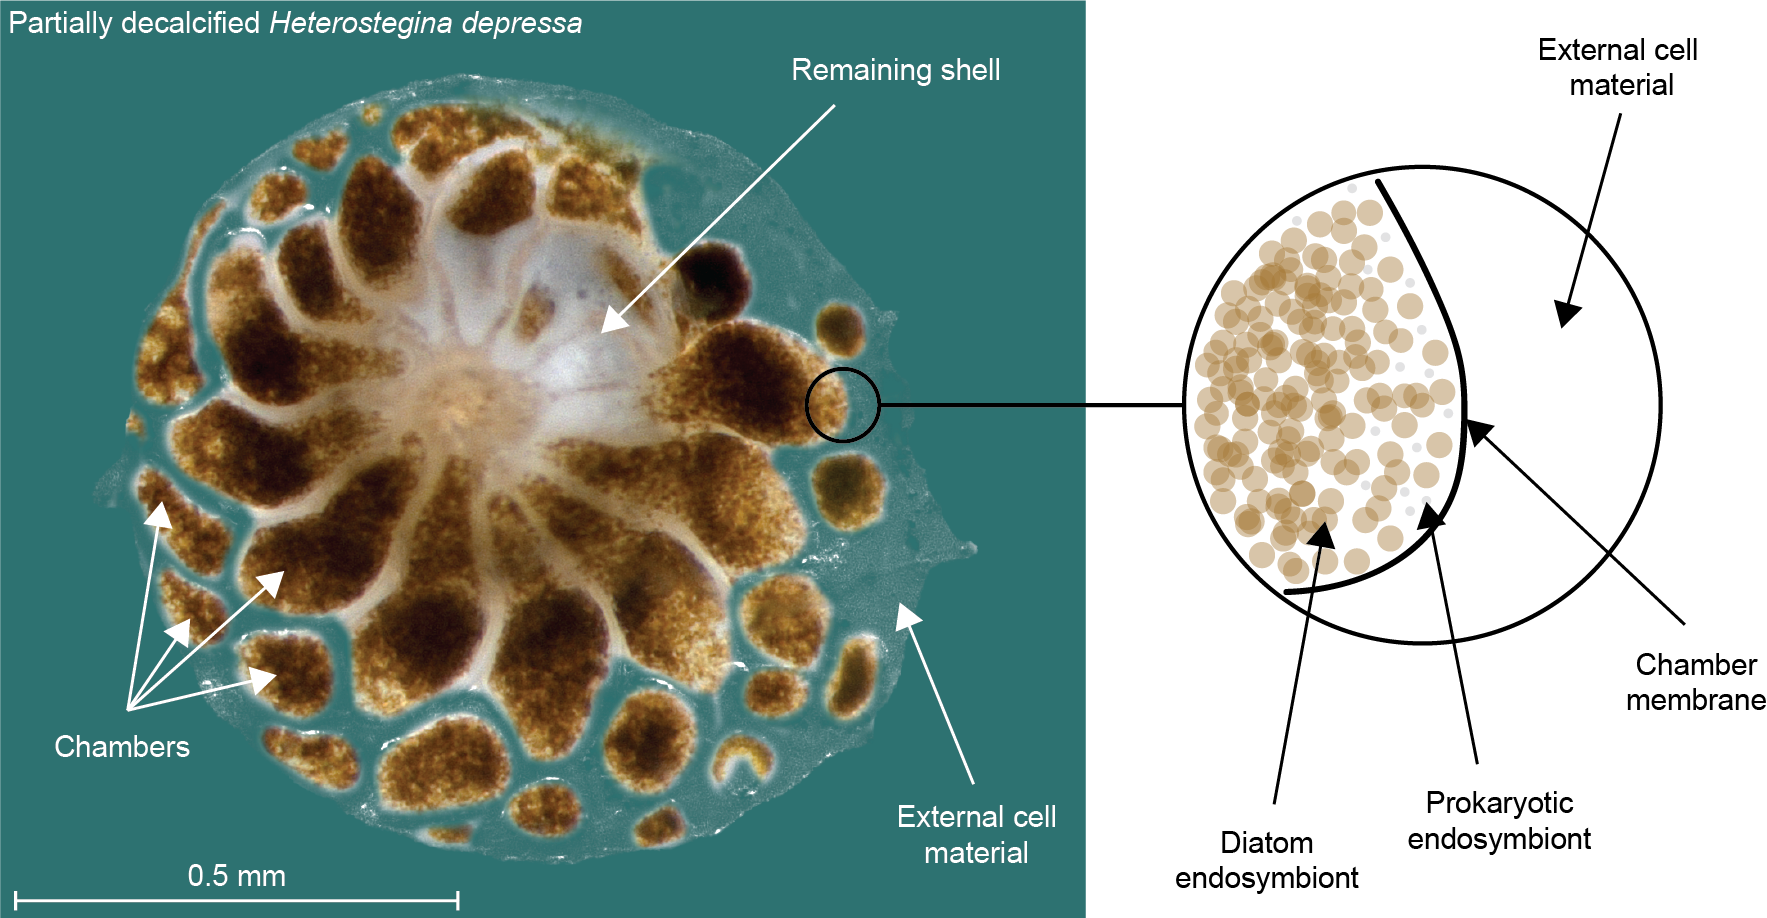 Partially decalcified Heterostegina depressa
Remaining shell
Chambers
External cell
material
0.5 mm
External cell
material
Chamber
membrane
Prokaryotic
endosymbiont
Diatom
endosymbiont